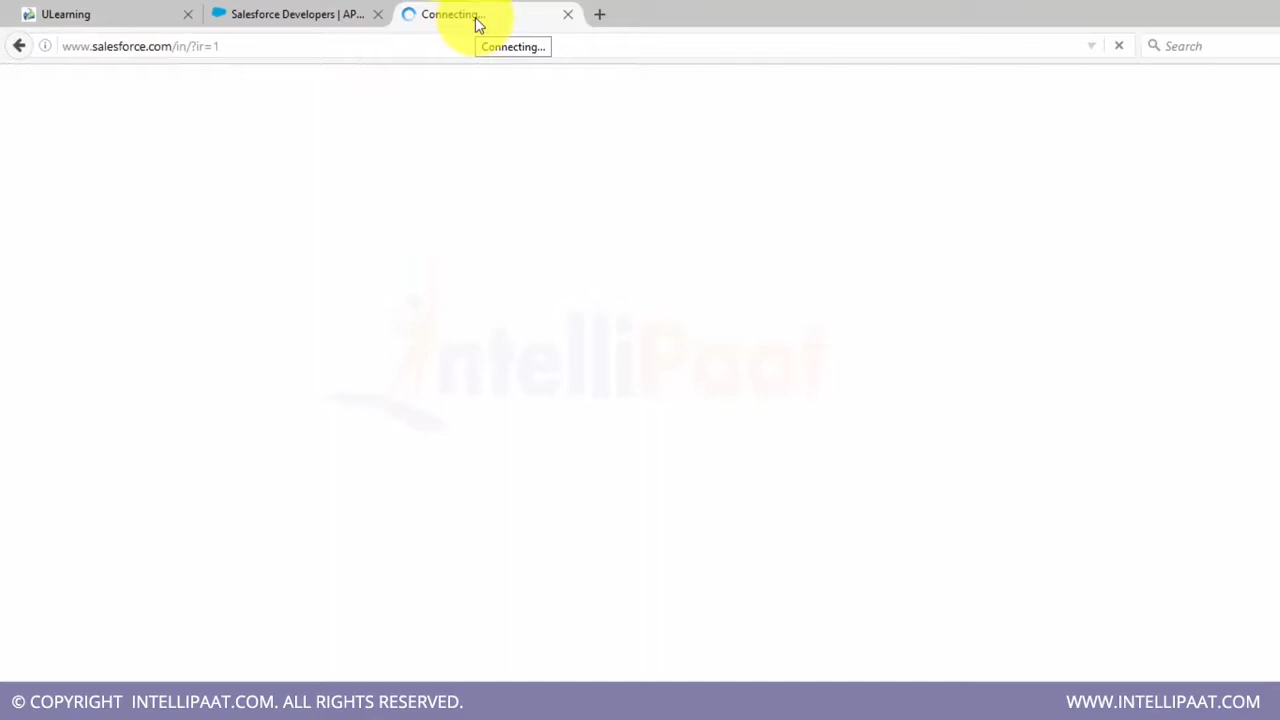 ULearning
Salesforce Developers | AP...
Connecting...
www.salesforce.com/in/?ir=1
Connecting...
Search
IntelliPaat
© COPYRIGHT INTELLIPAAT.COM. ALL RIGHTS RESERVED.
WWW.INTELLIPAAT.COM